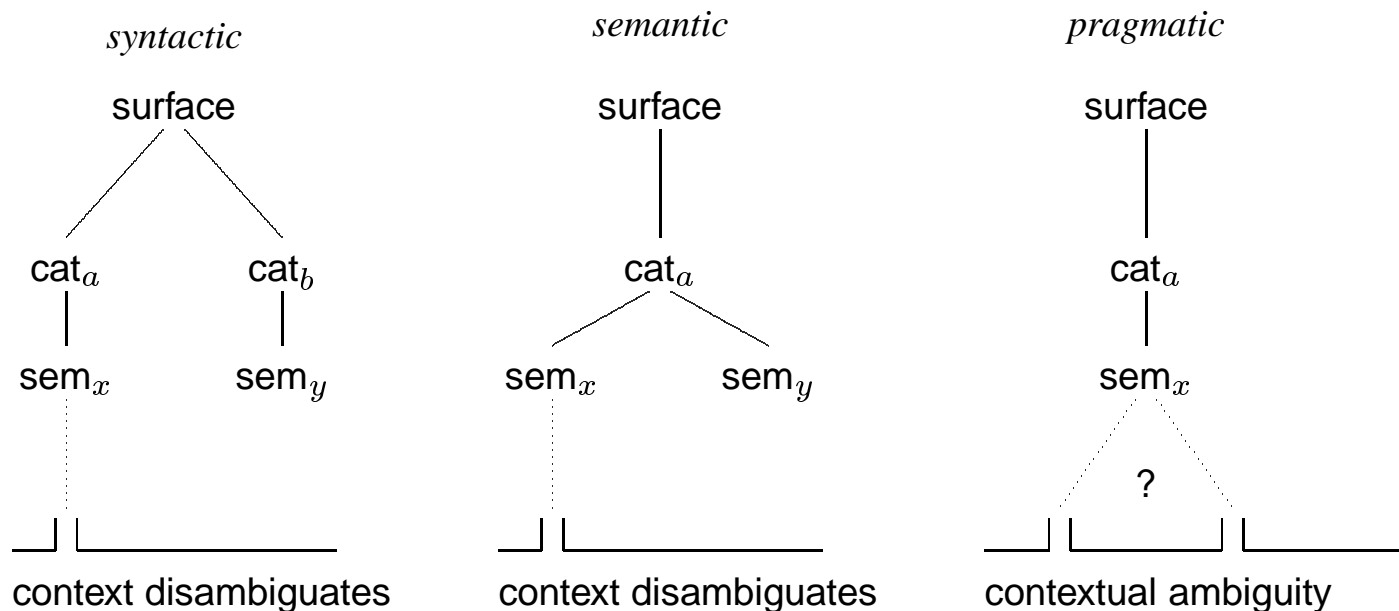 syntactic semantic pragmatic
surface surface surface
cat_a cat_b cat_a cat_a
sem_x sem_y sem_x sem_y sem_x
?
context disambiguates context disambiguates contextual ambiguity